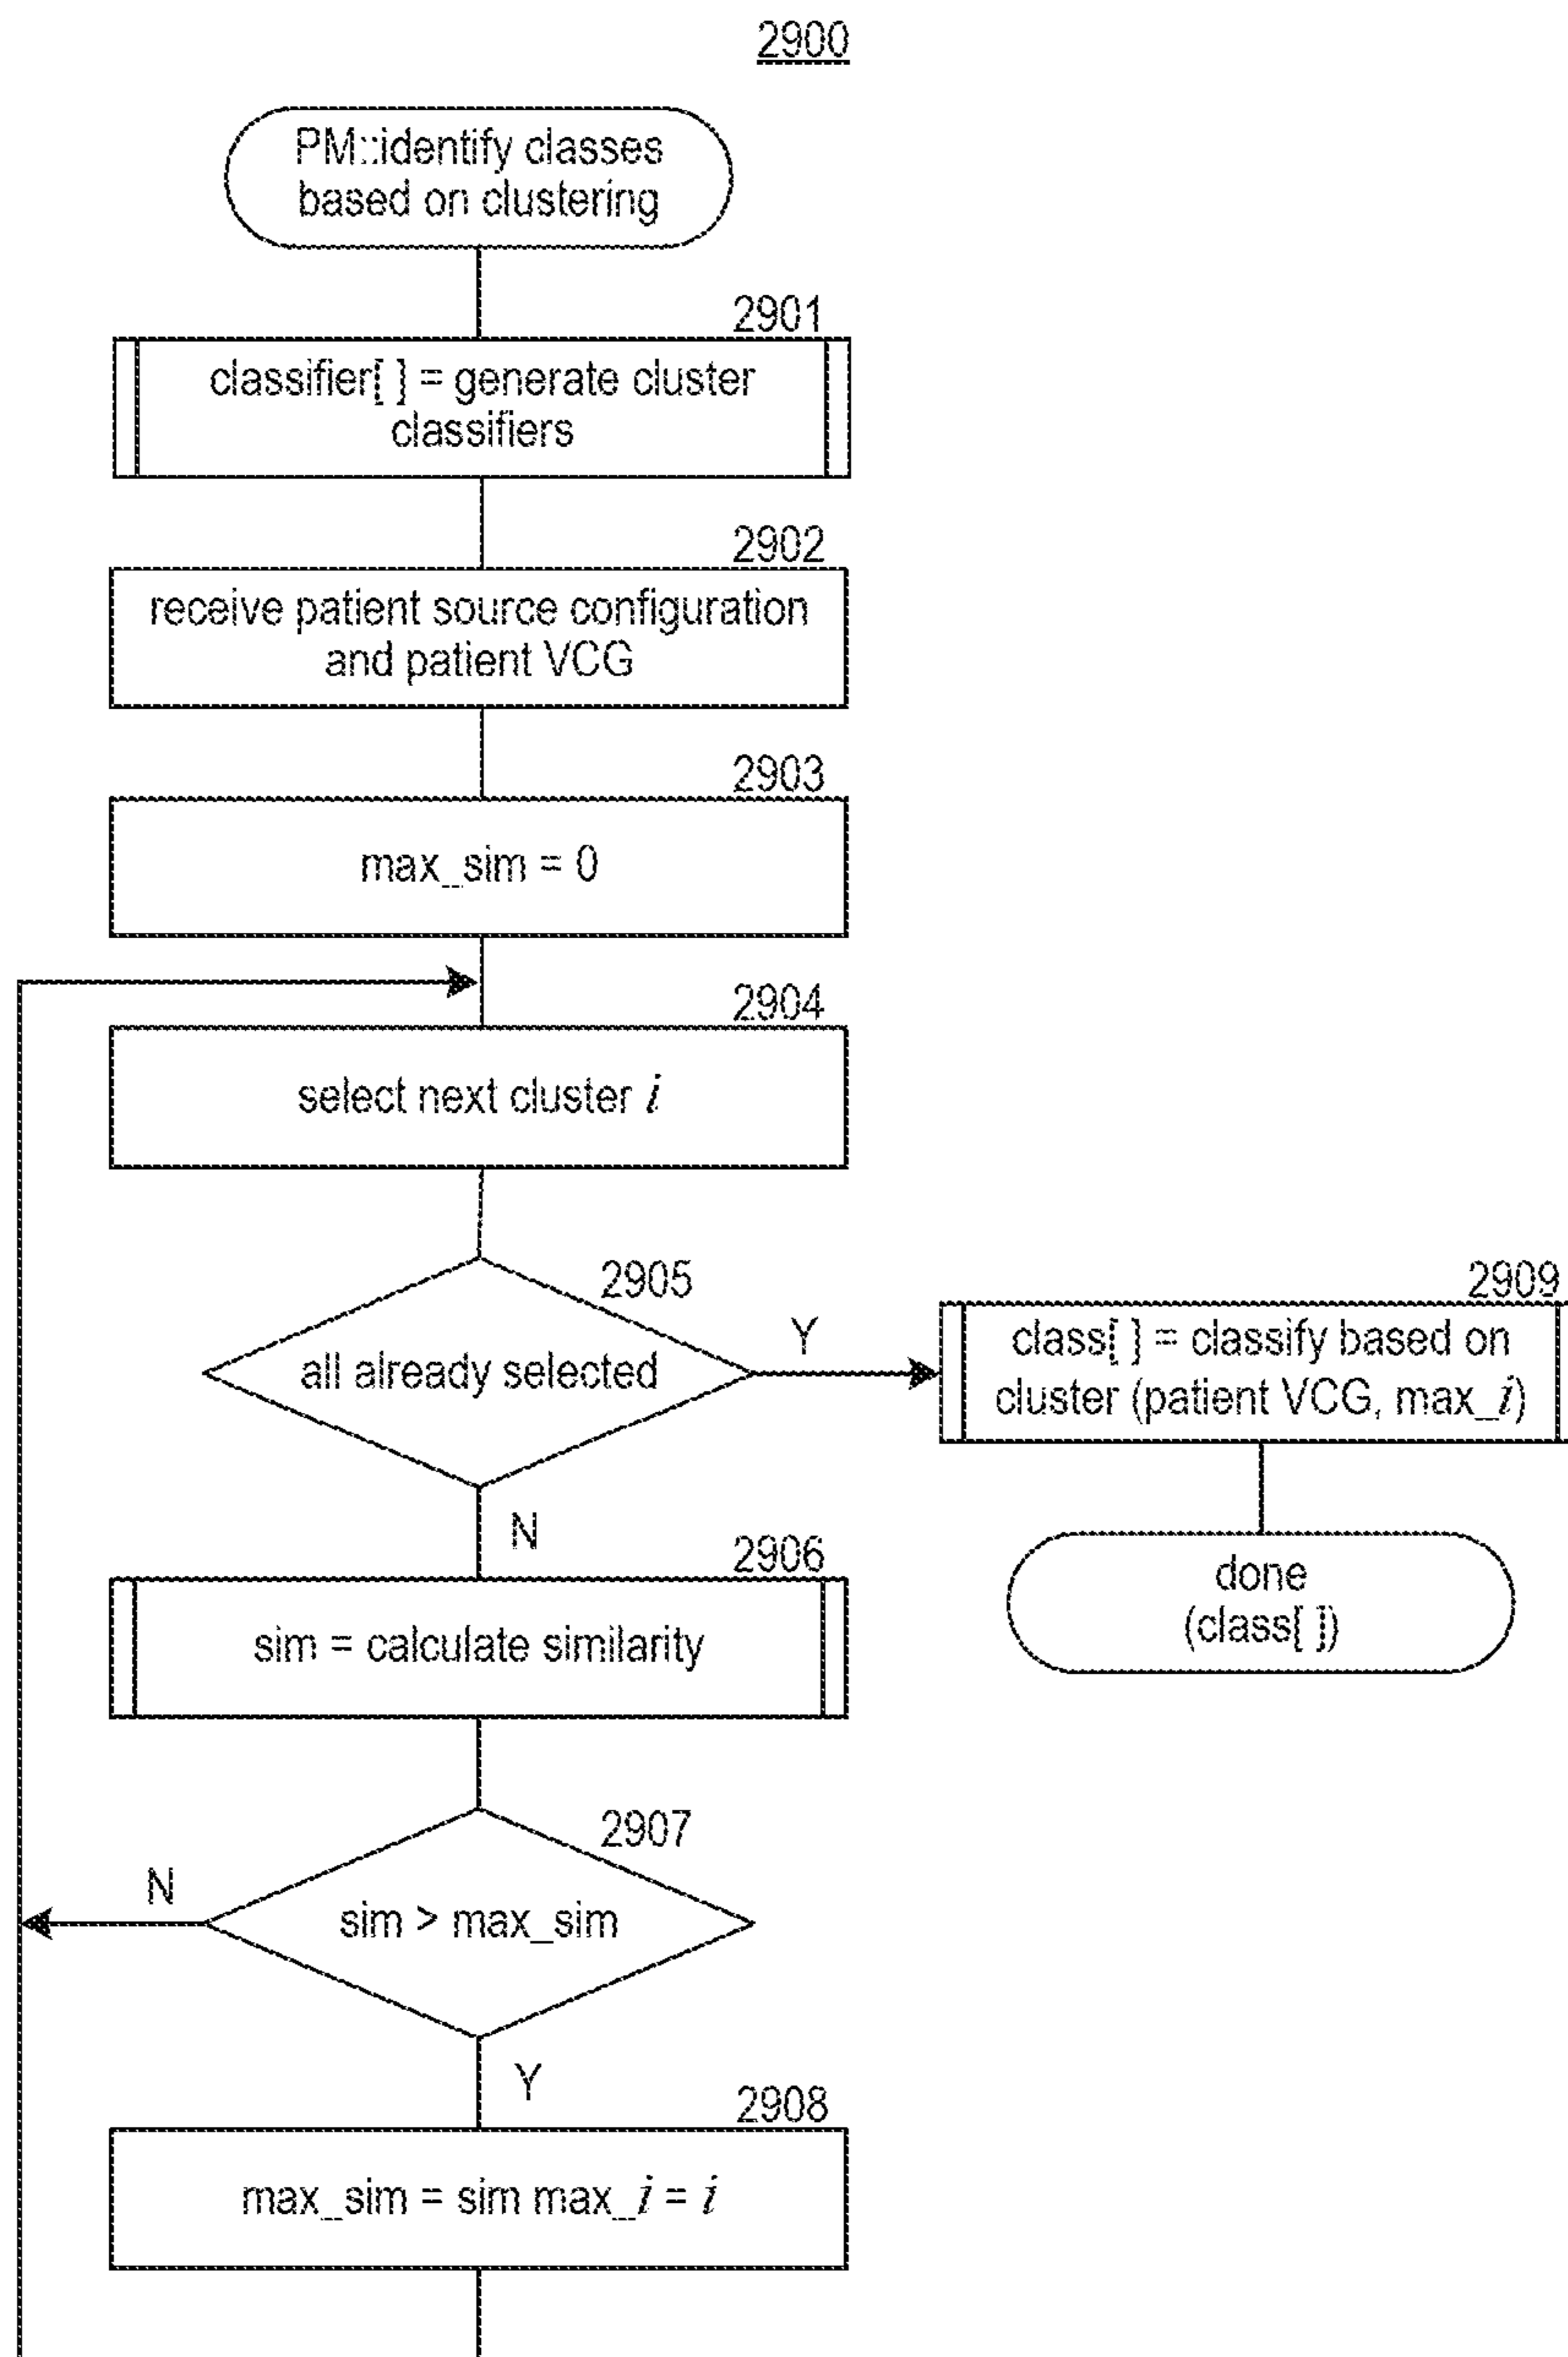 2900
PM::identify classes
based on clustering
2901
classifier[ ] = generate cluster
classifiers
2902
receive patient source configuration
and patient VCG
2903
max_sim = 0
2904
select next cluster i
2905
all already selected
Y
2909
class[ ] = classify based on
cluster (patient VCG, max_i)
N
done
(class[ ])
2906
sim = calculate similarity
2907
N
sim > max_sim
Y
2908
max_sim = sim max_i = i